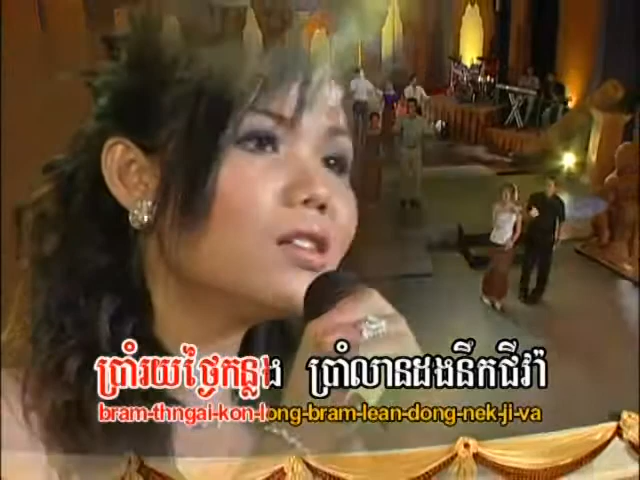 ប្រាំរយថ្ងៃកន្លង ប្រាំលានដងនឹកជីវ៉ា
bram-thngai-kon-long-bram-lean-dong-nek-ji-va